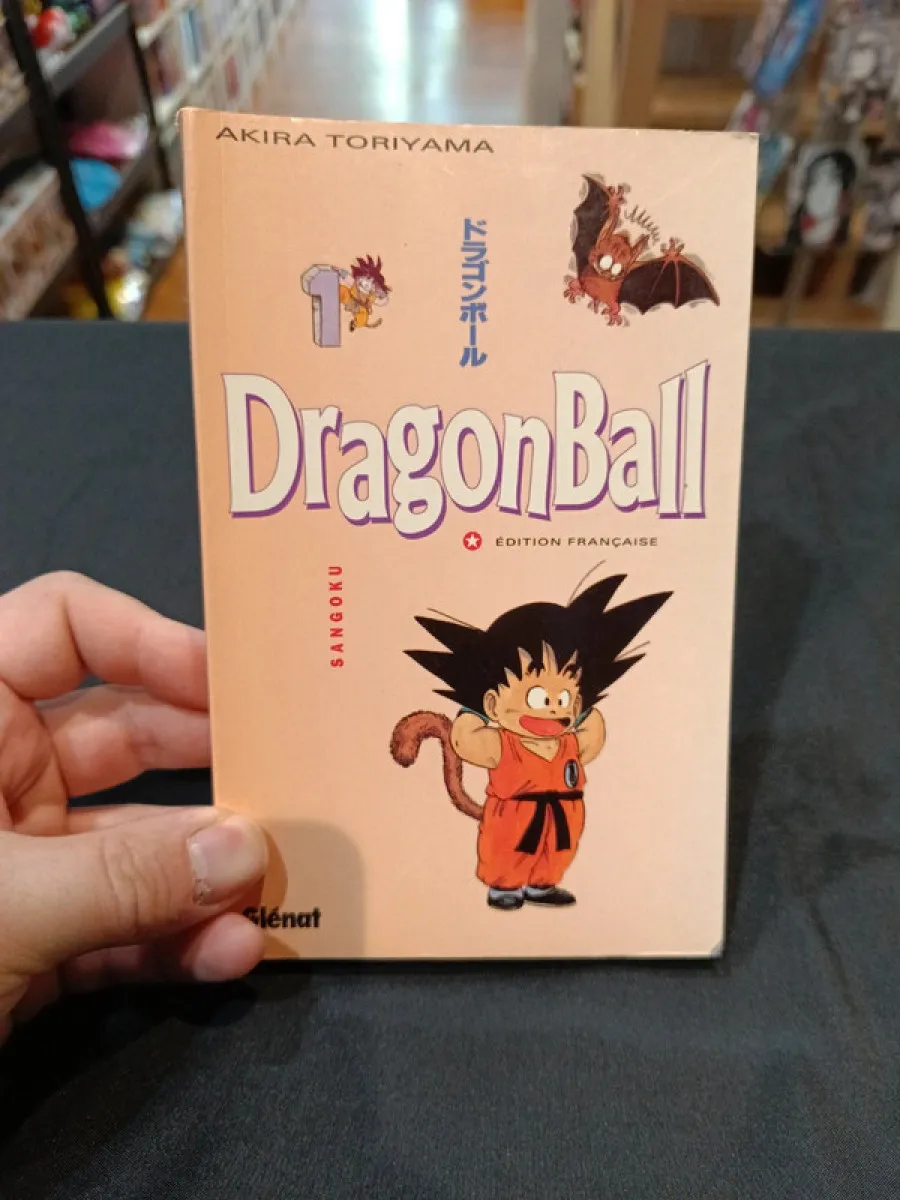 AKIRA TORIYAMA
1
ドラゴンボール
DragonBall
ÉDITION FRANÇAISE
SANGOKU
Glénat